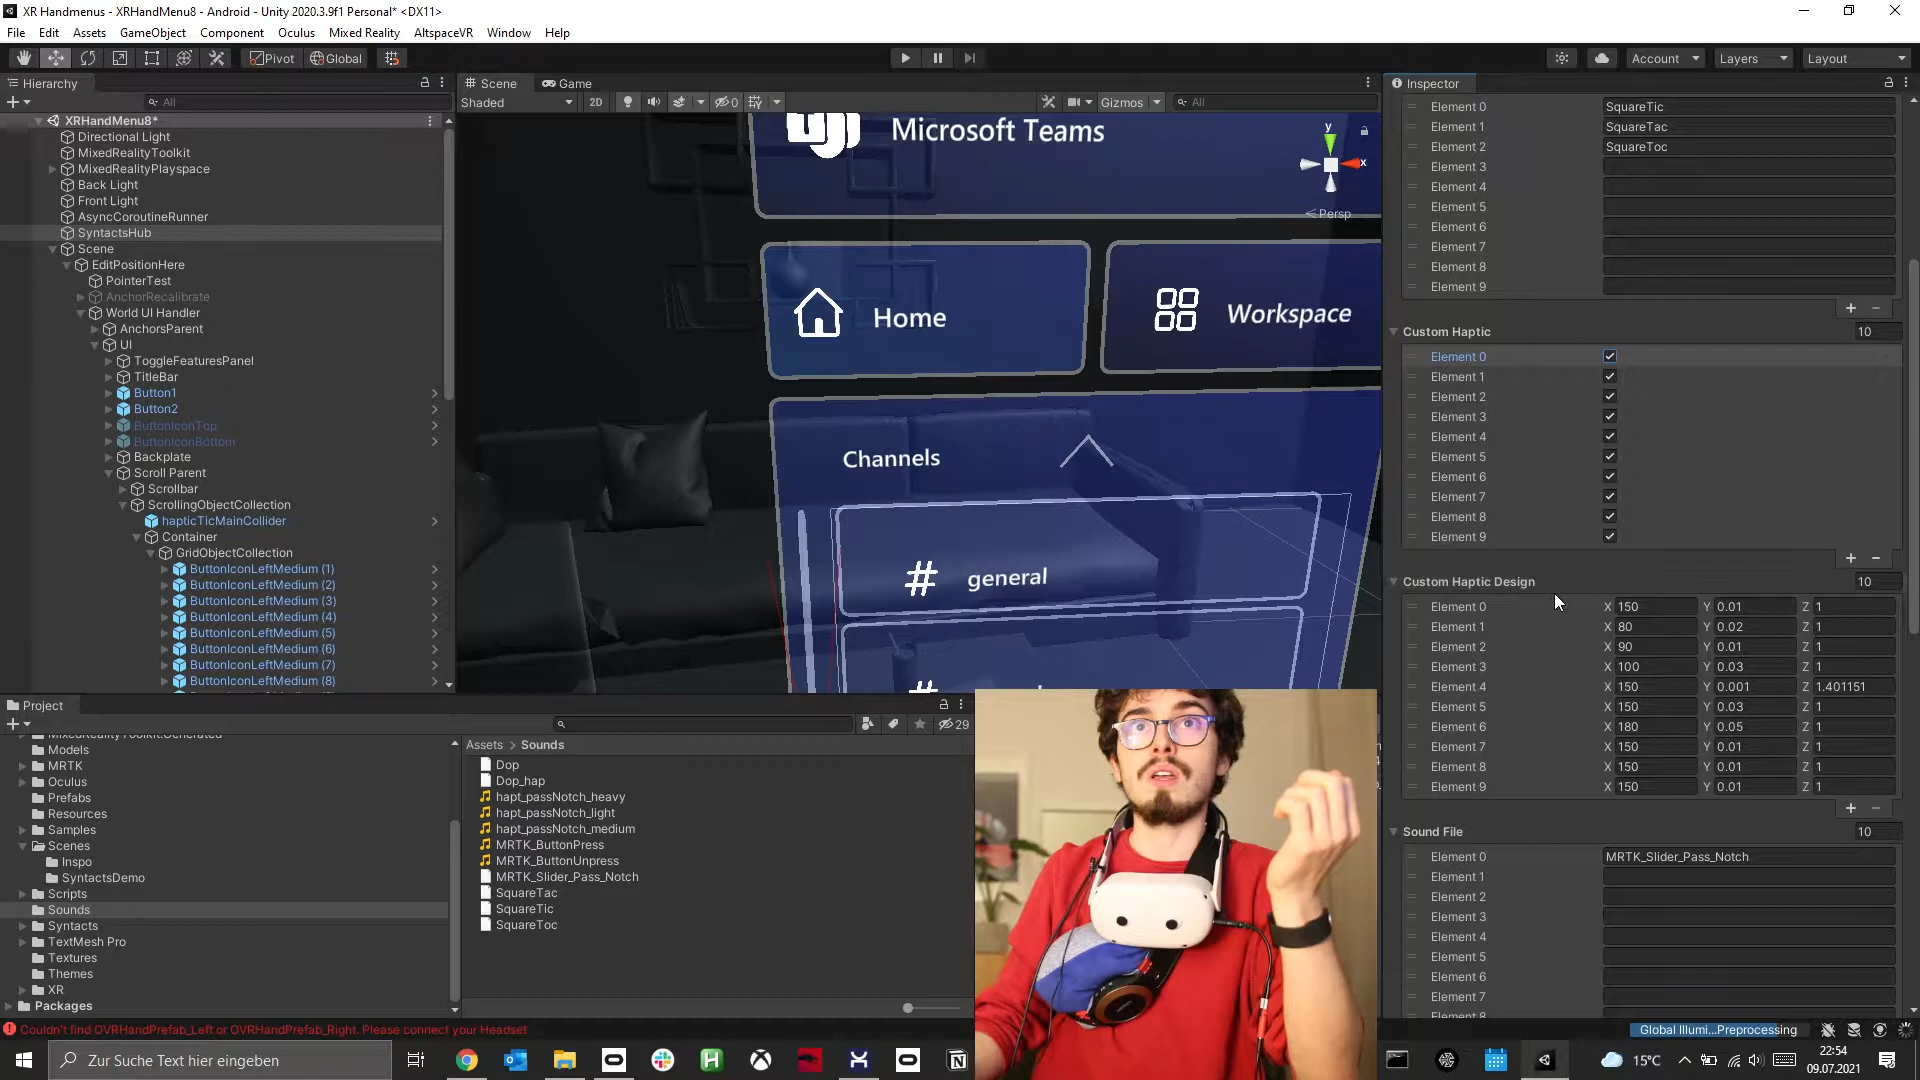 XR Handmenus - XRHandMenu8 - Android - Unity 2020.3.9f1 Personal* <DX11>
File Edit Assets GameObject Component Oculus Mixed Reality AltspaceVR Window Help
Pivot Global Account Layers Layout
Hierarchy
All
XRHandMenu8*
Directional Light
MixedRealityToolkit
MixedRealityPlayspace
Back Light
Front Light
AsyncCoroutineRunner
SyntactsHub
Scene
EditPositionHere
PointerTest
AnchorRecalibrate
World UI Handler
AnchorsParent
UI
ToggleFeaturesPanel
TitleBar
Button1
Button2
ButtonIconTop
ButtonIconBottom
Backplate
Scroll Parent
Scrollbar
ScrollingObjectCollection
hapticTicMainCollider
Container
GridObjectCollection
ButtonIconLeftMedium (1)
ButtonIconLeftMedium (2)
ButtonIconLeftMedium (3)
ButtonIconLeftMedium (4)
ButtonIconLeftMedium (5)
ButtonIconLeftMedium (6)
ButtonIconLeftMedium (7)
ButtonIconLeftMedium (8)
Scene Game
Shaded 2D 0 Gizmos All
Microsoft Teams
y
x
Persp
Home
Workspace
Channels
# general
#
Inspector
Element 0 SquareTic
Element 1 SquareTac
Element 2 SquareToc
Element 3
Element 4
Element 5
Element 6
Element 7
Element 8
Element 9
Custom Haptic 10
Element 0
Element 1
Element 2
Element 3
Element 4
Element 5
Element 6
Element 7
Element 8
Element 9
Custom Haptic Design 10
Element 0 X 150 Y 0.01 Z 1
Element 1 X 80 Y 0.02 Z 1
Element 2 X 90 Y 0.01 Z 1
Element 3 X 100 Y 0.03 Z 1
Element 4 X 150 Y 0.001 Z 1.401151
Element 5 X 150 Y 0.03 Z 1
Element 6 X 180 Y 0.05 Z 1
Element 7 X 150 Y 0.01 Z 1
Element 8 X 150 Y 0.01 Z 1
Element 9 X 150 Y 0.01 Z 1
Sound File 10
Element 0 MRTK_Slider_Pass_Notch
Element 1
Element 2
Element 3
Element 4
Element 5
Element 6
Element 7
Element 8
Project
29
MixedRealityToolkit.Generated
Models
MRTK
Oculus
Prefabs
Resources
Samples
Scenes
Inspo
SyntactsDemo
Scripts
Sounds
Syntacts
TextMesh Pro
Textures
Themes
XR
Packages
Assets > Sounds
Dop
Dop_hap
hapt_passNotch_heavy
hapt_passNotch_light
hapt_passNotch_medium
MRTK_ButtonPress
MRTK_ButtonUnpress
MRTK_Slider_Pass_Notch
SquareTac
SquareTic
SquareToc
Couldn't find OVRHandPrefab_Left or OVRHandPrefab_Right. Please connect your Headset
Global Illumi...Preprocessing
Zur Suche Text hier eingeben
15°C
22:54
09.07.2021